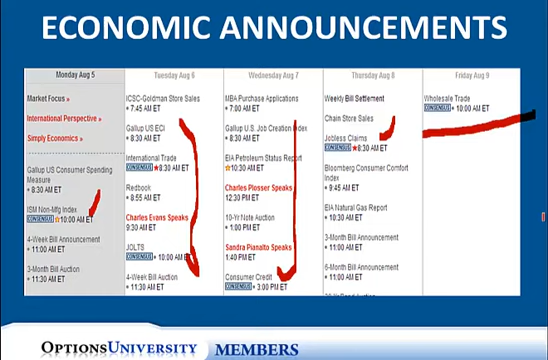 ECONOMIC ANNOUNCEMENTS
Monday Aug 5
Market Focus »
International Perspective »
Simply Economics »
Gallup US Consumer Spending
Measure
8:30 AM ET
ISM Non-Mfg Index
CONSENSUS 10:00 AM ET
4-Week Bill Announcement
11:00 AM ET
3-Month Bill Auction
11:30 AM ET
Tuesday Aug 6
ICSC-Goldman Store Sales
7:45 AM ET
Gallup US ECI
8:30 AM ET
International Trade
CONSENSUS 8:30 AM ET
Redbook
8:55 AM ET
Charles Evans Speaks
9:30 AM ET
JOLTS
CONSENSUS 10:00 AM ET
4-Week Bill Auction
11:30 AM ET
Wednesday Aug 7
MBA Purchase Applications
7:00 AM ET
Gallup U.S. Job Creation Index
8:30 AM ET
EIA Petroleum Status Report
10:30 AM ET
Charles Plosser Speaks
12:30 PM ET
10-Yr Note Auction
1:00 PM ET
Sandra Pianalto Speaks
1:40 PM ET
Consumer Credit
CONSENSUS 3:00 PM ET
Thursday Aug 8
Weekly Bill Settlement
Chain Store Sales
Jobless Claims
CONSENSUS 8:30 AM ET
Bloomberg Consumer Comfort
Index
9:45 AM ET
EIA Natural Gas Report
10:30 AM ET
3-Month Bill Announcement
11:00 AM ET
6-Month Bill Announcement
11:00 AM ET
Friday Aug 9
Wholesale Trade
CONSENSUS 10:00 AM ET
OPTIONSUNIVERSITY MEMBERS